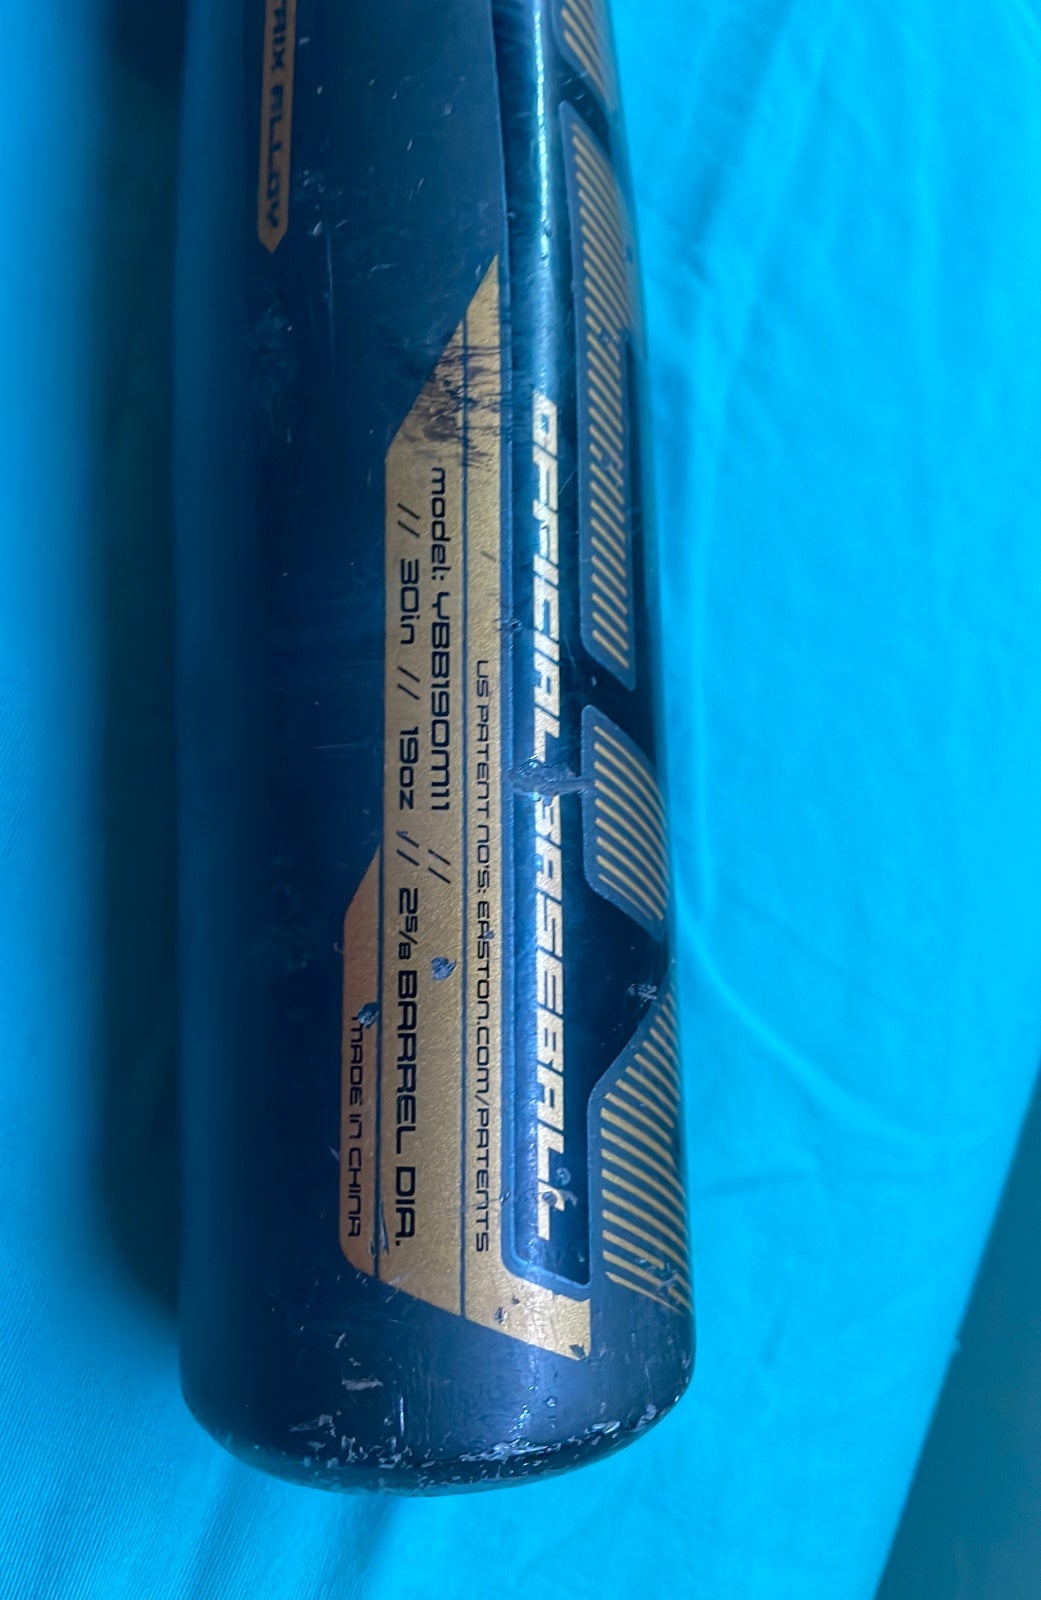 ALLOY
OFFICIAL BASEBALL
US PATENT NO'S: EASTON.COM/PATENTS
model: YBB19OM11 //
// 30in // 19oz // 2⅝ BARREL DIA.
MADE IN CHINA